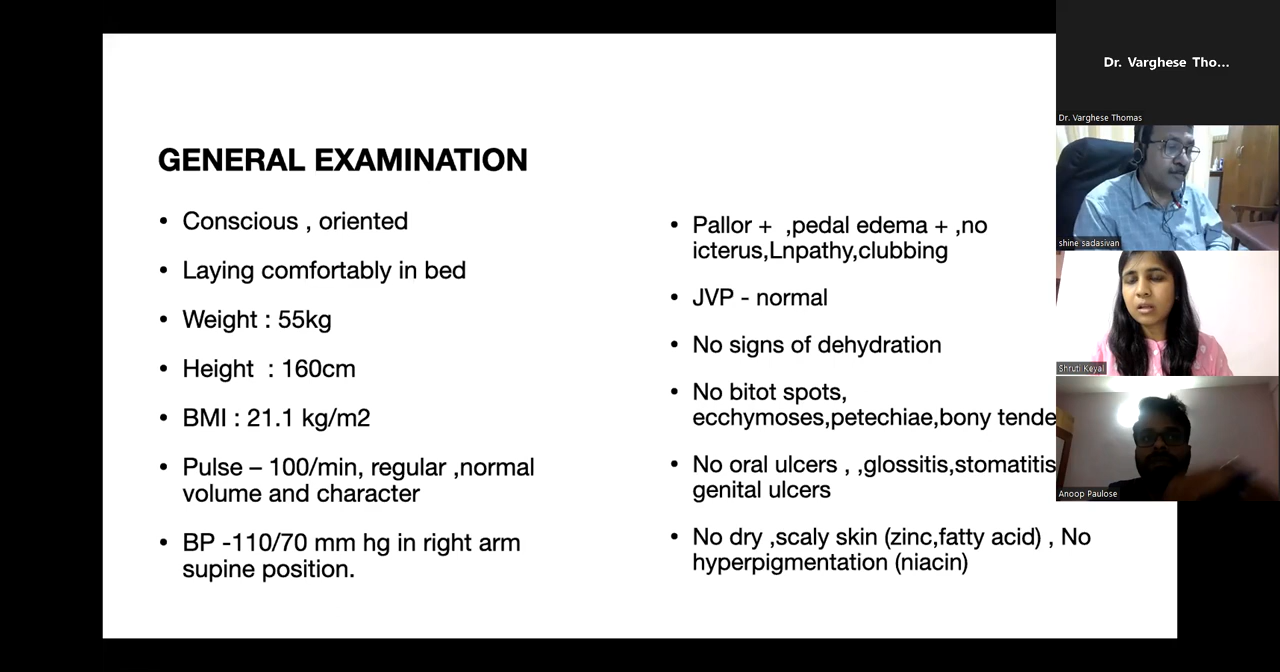 GENERAL EXAMINATION
• Conscious , oriented
• Laying comfortably in bed
• Weight : 55kg
• Height : 160cm
• BMI : 21.1 kg/m2
• Pulse – 100/min, regular ,normal
volume and character
• BP -110/70 mm hg in right arm
supine position.
• Pallor + ,pedal edema + ,no
icterus,Lnpathy,clubbing
• JVP - normal
• No signs of dehydration
• No bitot spots,
ecchymoses,petechiae,bony
• No oral ulcers , ,glossitis,stomatitis
genital ulcers
• No dry ,scaly skin (zinc,fatty acid) , No
hyperpigmentation (niacin)
Dr. Varghese Tho...
Dr. Varghese Thomas
shine sadasivan
Shruti Keyal
Anoop Paulose